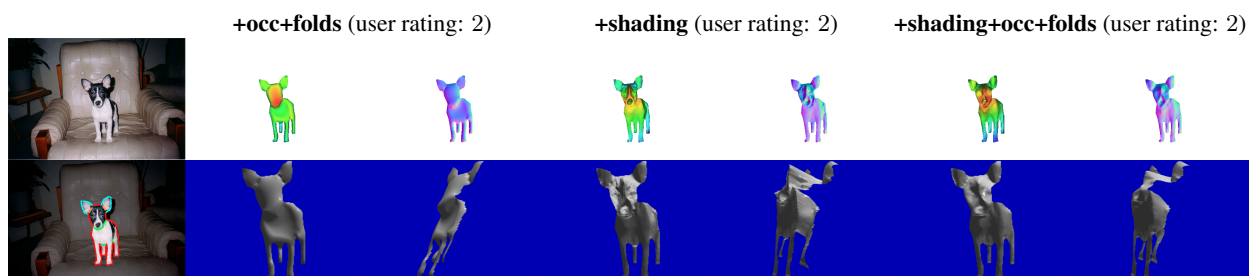 +occ+folds (user rating: 2)
+shading (user rating: 2)
+shading+occ+folds (user rating: 2)